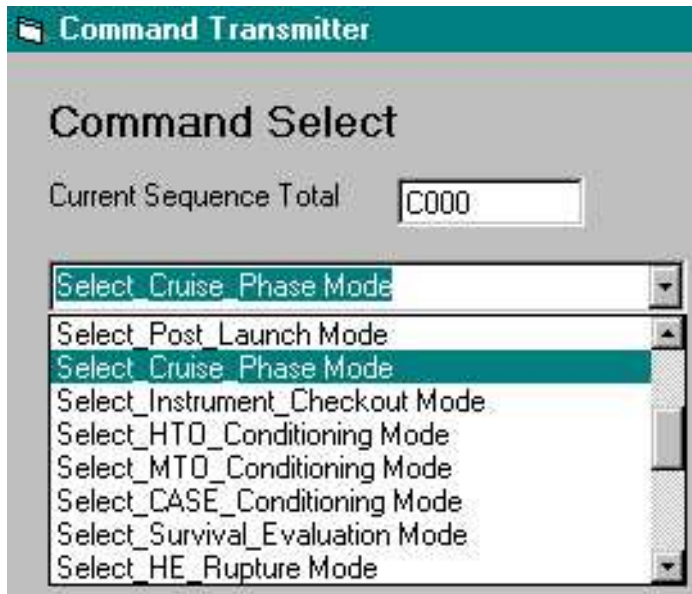 Command Transmitter
Command Select
Current Sequence Total C000
Select_Cruise_Phase Mode
Select_Post_Launch Mode
Select_Cruise_Phase Mode
Select_Instrument_Checkout Mode
Select_HTO_Conditioning Mode
Select_MTO_Conditioning Mode
Select_CASE_Conditioning Mode
Select_Survival_Evaluation Mode
Select_HE_Rupture Mode